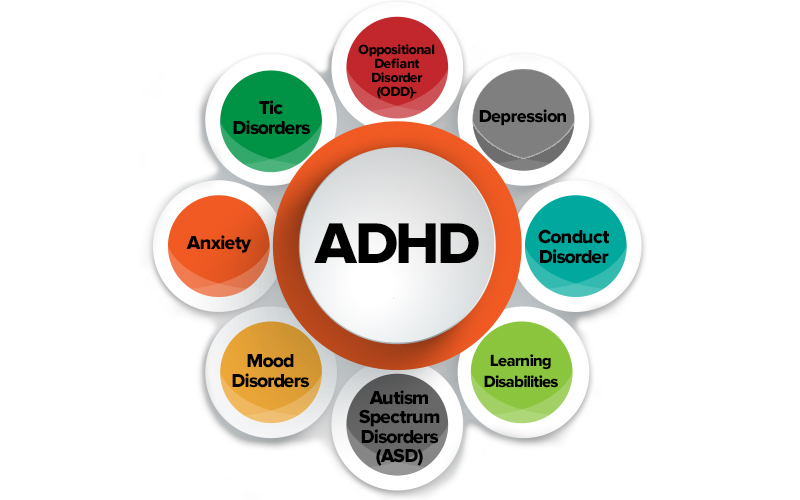 Oppositional
Defiant
Disorder
(ODD)-
Depression
Conduct
Disorder
Learning
Disabilities
Autism
Spectrum
Disorders
(ASD)
Mood
Disorders
Anxiety
Tic
Disorders
ADHD